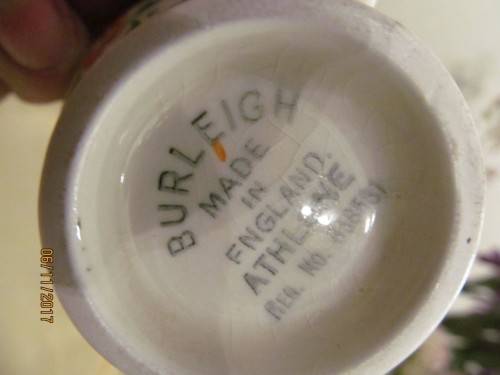 BURLEIGH
MADE
IN
ENGLAND.
ATHLONE
REG. NO.
06/11/2017